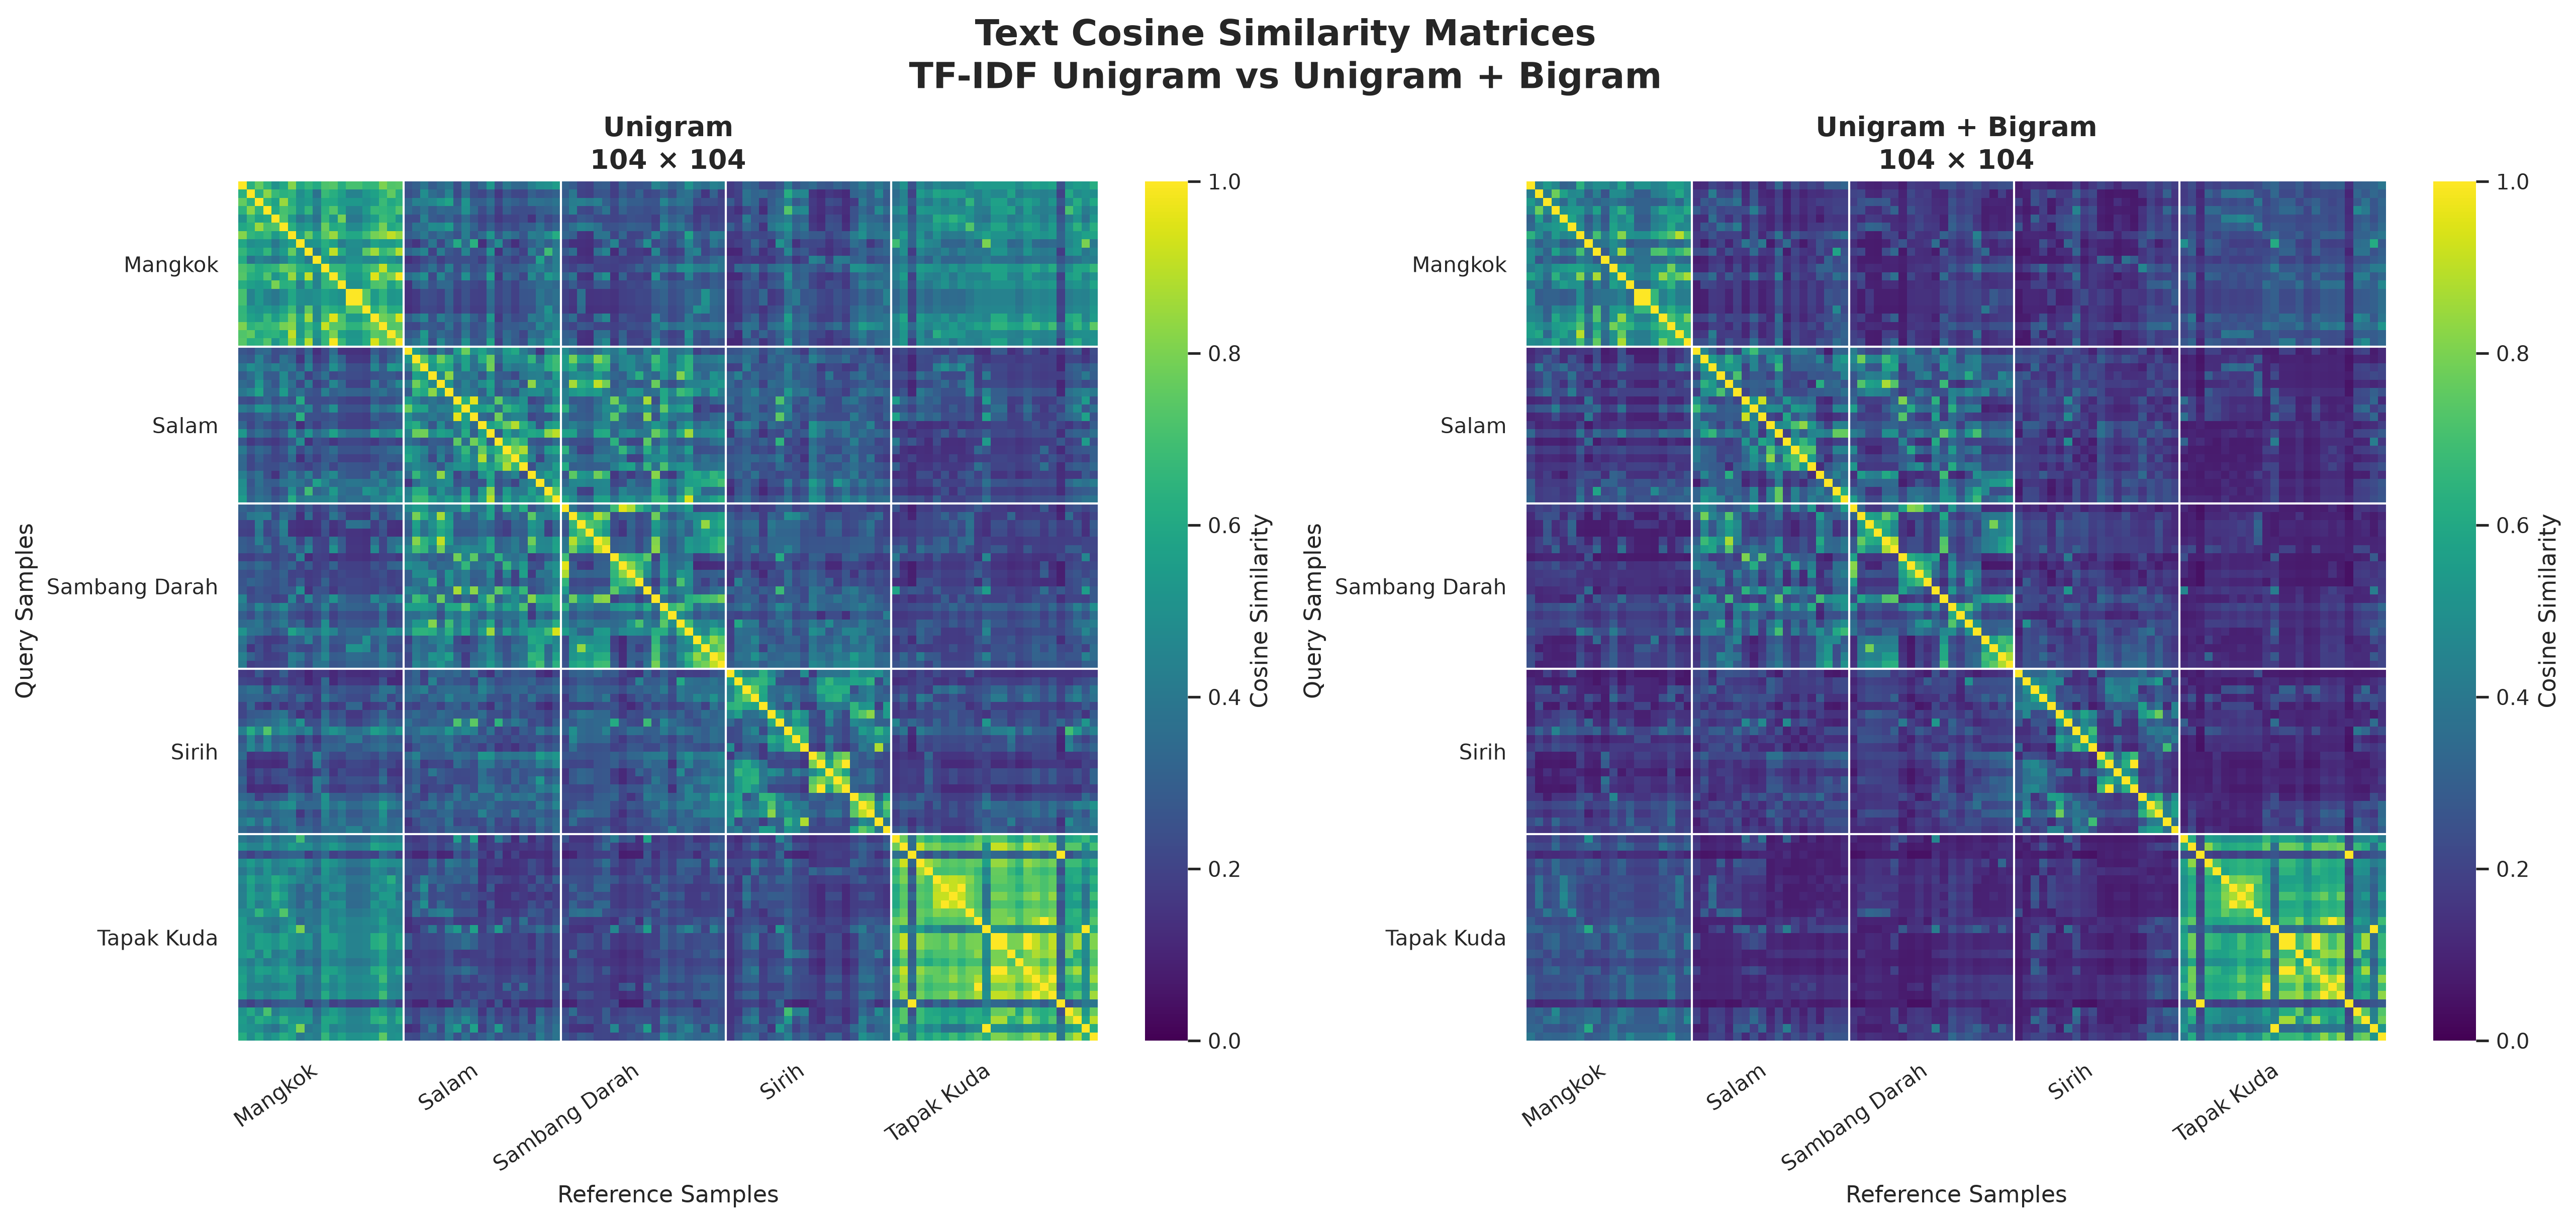 Text Cosine Similarity Matrices
TF-IDF Unigram vs Unigram + Bigram
Unigram
104 × 104
Mangkok
Salam
Sambang Darah
Sirih
Tapak Kuda
Query Samples
Mangkok
Salam
Sambang Darah
Sirih
Tapak Kuda
Reference Samples
1.0
0.8
0.6
0.4
0.2
0.0
Cosine Similarity
Unigram + Bigram
104 × 104
Mangkok
Salam
Sambang Darah
Sirih
Tapak Kuda
Query Samples
Mangkok
Salam
Sambang Darah
Sirih
Tapak Kuda
Reference Samples
1.0
0.8
0.6
0.4
0.2
0.0
Cosine Similarity